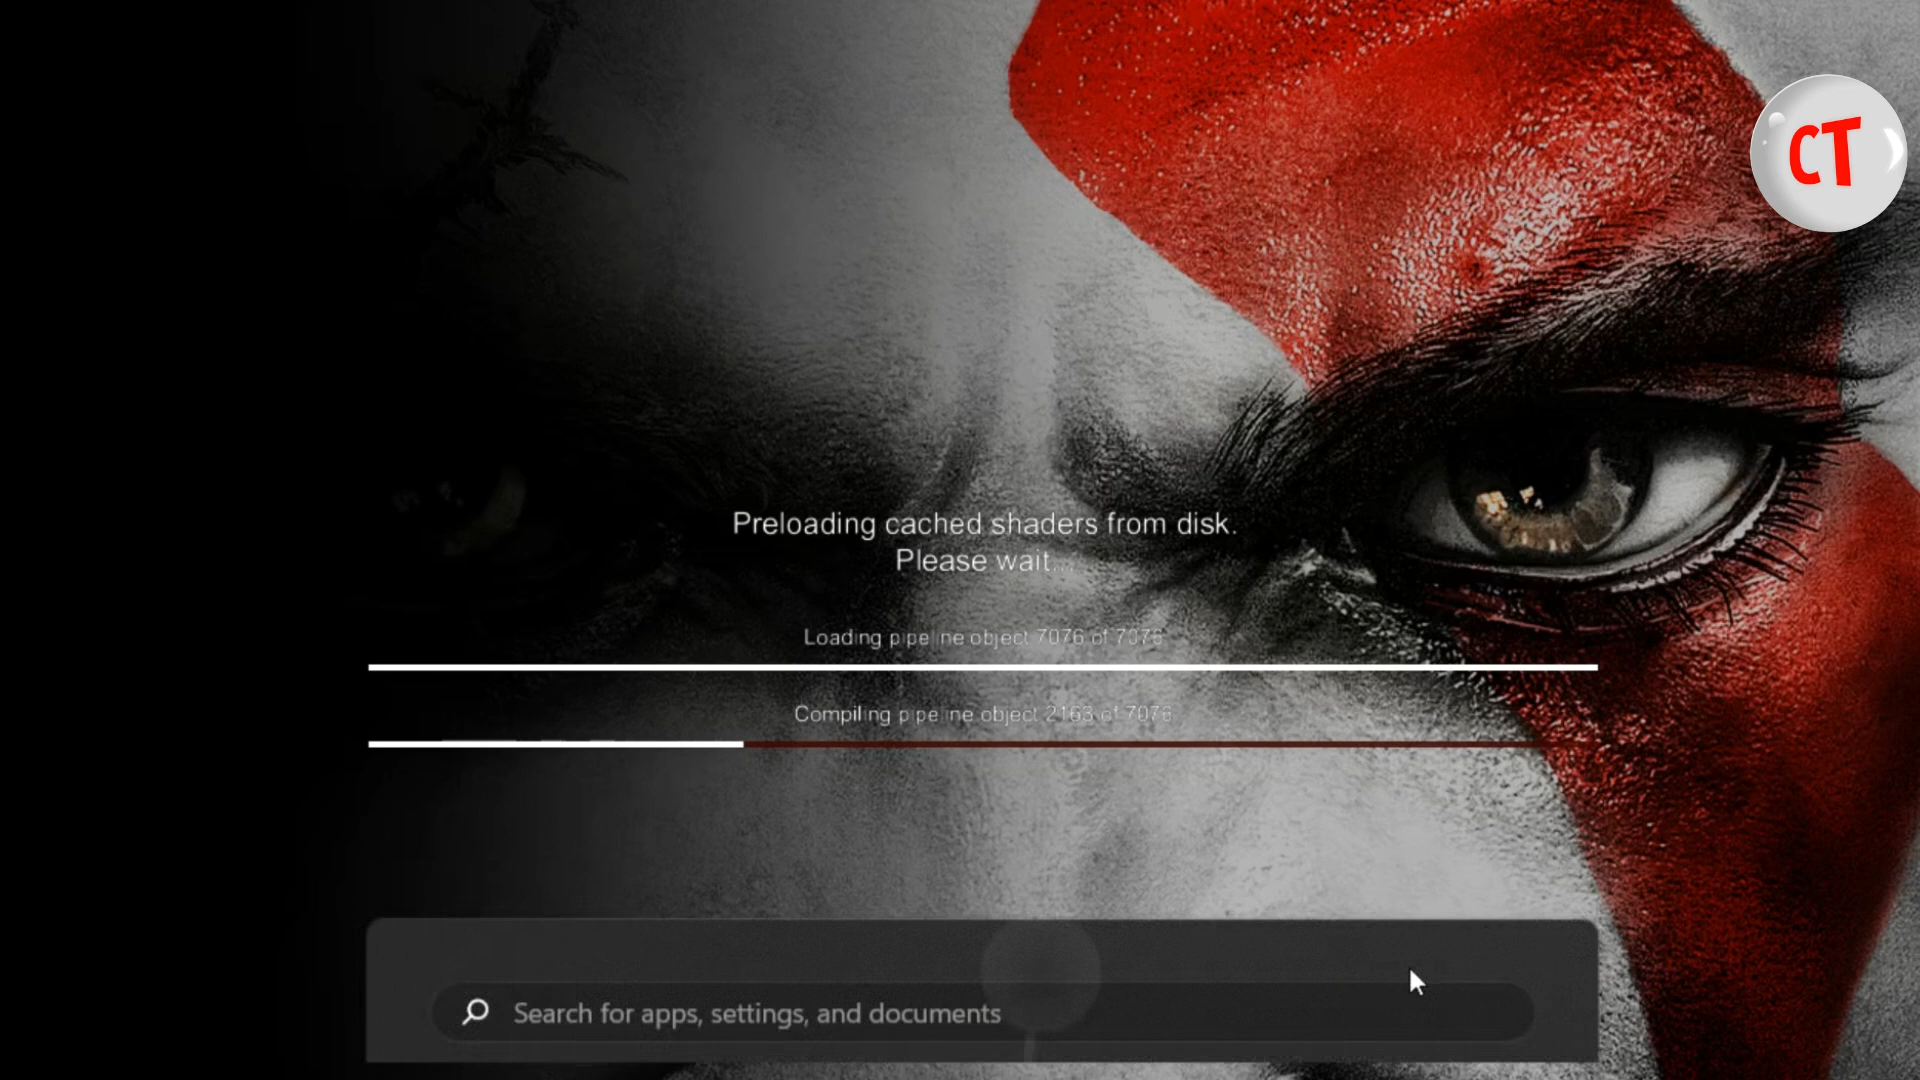 CT
Preloading cached shaders from disk.
Please wait...
Loading pipeline object 7076 of 7076
Compiling pipeline object 2163 of 7076
Search for apps, settings, and documents